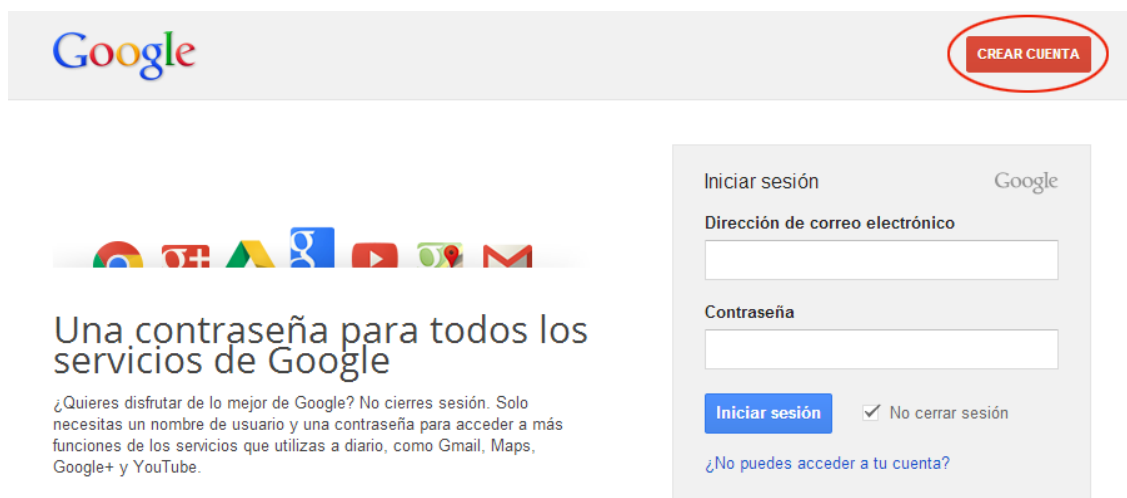 Google
CREAR CUENTA
g+
g
g
Una contraseña para todos los
servicios de Google
¿Quieres disfrutar de lo mejor de Google? No cierres sesión. Solo
necesitas un nombre de usuario y una contraseña para acceder a más
funciones de los servicios que utilizas a diario, como Gmail, Maps,
Google+ y YouTube.
Iniciar sesión Google
Dirección de correo electrónico
Contraseña
Iniciar sesión No cerrar sesión
¿No puedes acceder a tu cuenta?